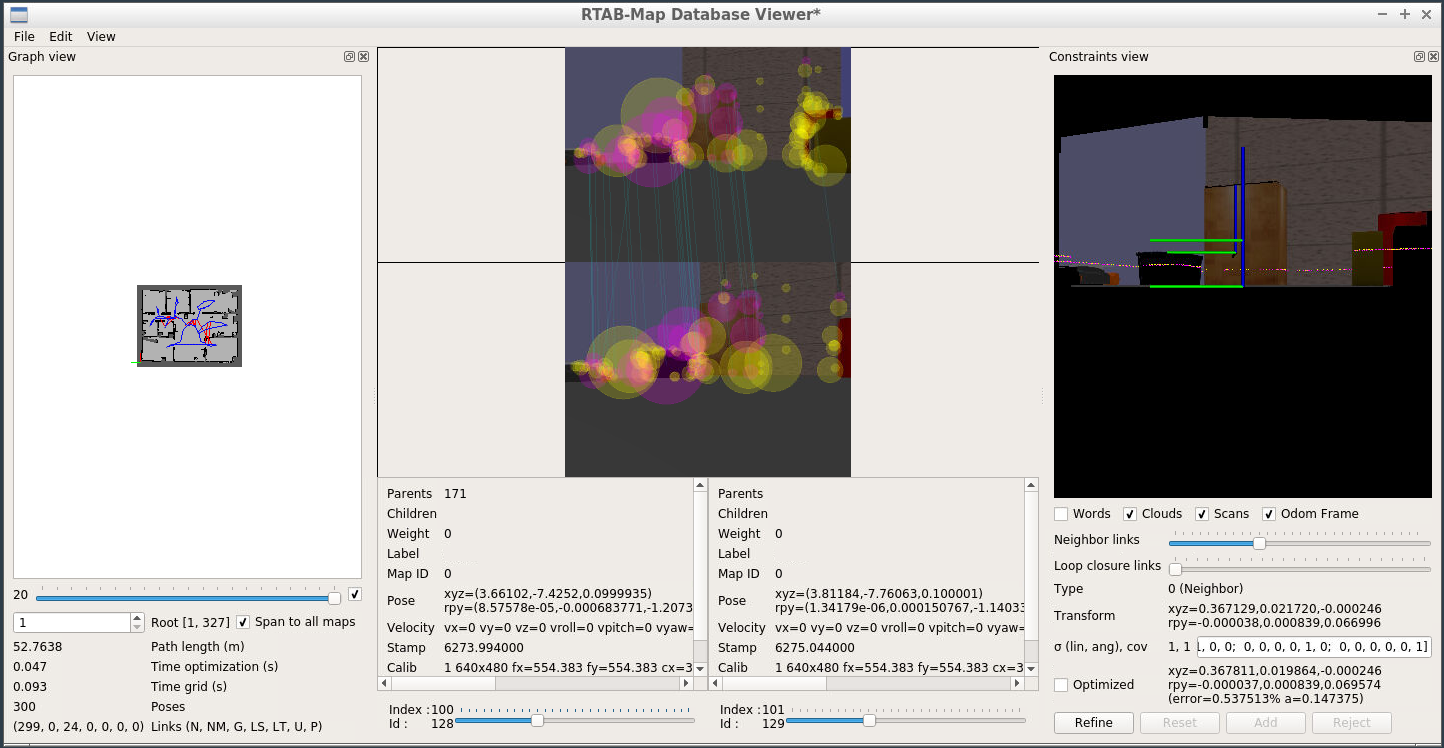 RTAB-Map Database Viewer*
File Edit View
Graph view
20
1 Root [1, 327] Span to all maps
52.7638 Path length (m)
0.047 Time optimization (s)
0.093 Time grid (s)
300 Poses
(299, 0, 24, 0, 0, 0, 0) Links (N, NM, G, LS, LT, U, P)
Parents 171
Children
Weight 0
Label
Map ID 0
Pose xyz=(3.66102,-7.4252,0.0999935)
rpy=(8.57578e-05,-0.000683771,-1.2073
Velocity vx=0 vy=0 vz=0 vroll=0 vpitch=0 vyaw=
Stamp 6273.994000
Calib 1 640x480 fx=554.383 fy=554.383 cx=3
Index :100
Id : 128
Parents
Children
Weight 0
Label
Map ID 0
Pose xyz=(3.81184,-7.76063,0.100001)
rpy=(1.34179e-06,0.000150767,-1.14033
Velocity vx=0 vy=0 vz=0 vroll=0 vpitch=0 vyaw=
Stamp 6275.044000
Calib 1 640x480 fx=554.383 fy=554.383 cx=3
Index :101
Id : 129
Constraints view
Words Clouds Scans Odom Frame
Neighbor links
Loop closure links
Type 0 (Neighbor)
Transform xyz=0.367129,0.021720,-0.000246
rpy=-0.000038,0.000839,0.066996
σ (lin, ang), cov 1, 1 1, 0, 0; 0, 0, 0, 0, 1, 0; 0, 0, 0, 0, 0, 1]
Optimized xyz=0.367811,0.019864,-0.000246
rpy=-0.000037,0.000839,0.069574
(error=0.537513% a=0.147375)
Refine Reset Add Reject